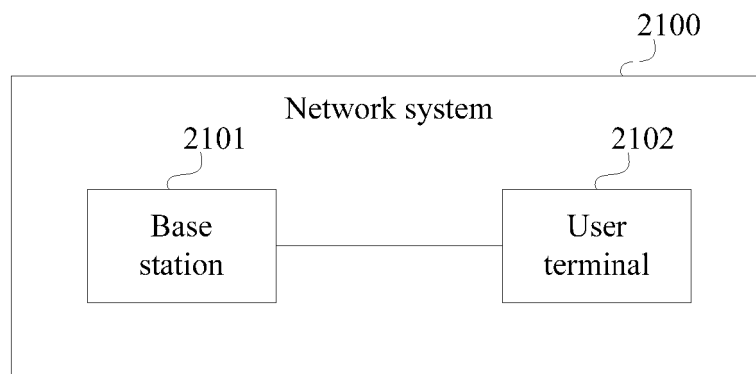 2100
Network system
2101
2102
Base
station
User
terminal